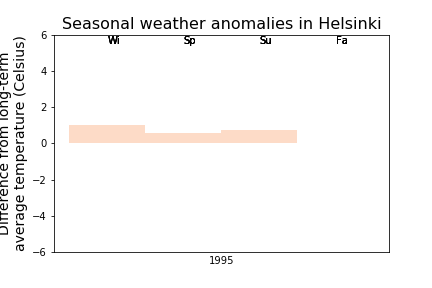 Seasonal weather anomalies in Helsinki
Difference from long-term
average temperature (Celsius)
6
4
2
0
−2
−4
−6
Wi Sp Su Fa
1995